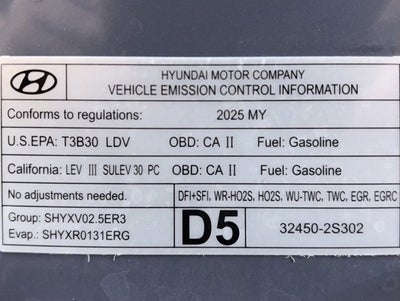 HYUNDAI MOTOR COMPANY
VEHICLE EMISSION CONTROL INFORMATION
Conforms to regulations: 2025 MY
U.S.EPA: T3B30 LDV OBD: CA II Fuel: Gasoline
California: LEV III SULEV30 PC OBD: CA II Fuel: Gasoline
No adjustments needed. DFI+SFI, WR-HO2S, HO2S, WU-TWC, TWC, EGR, EGRC
Group: SHYXV02.5ER3
Evap.: SHYXR0131ERG
D5
32450-2S302